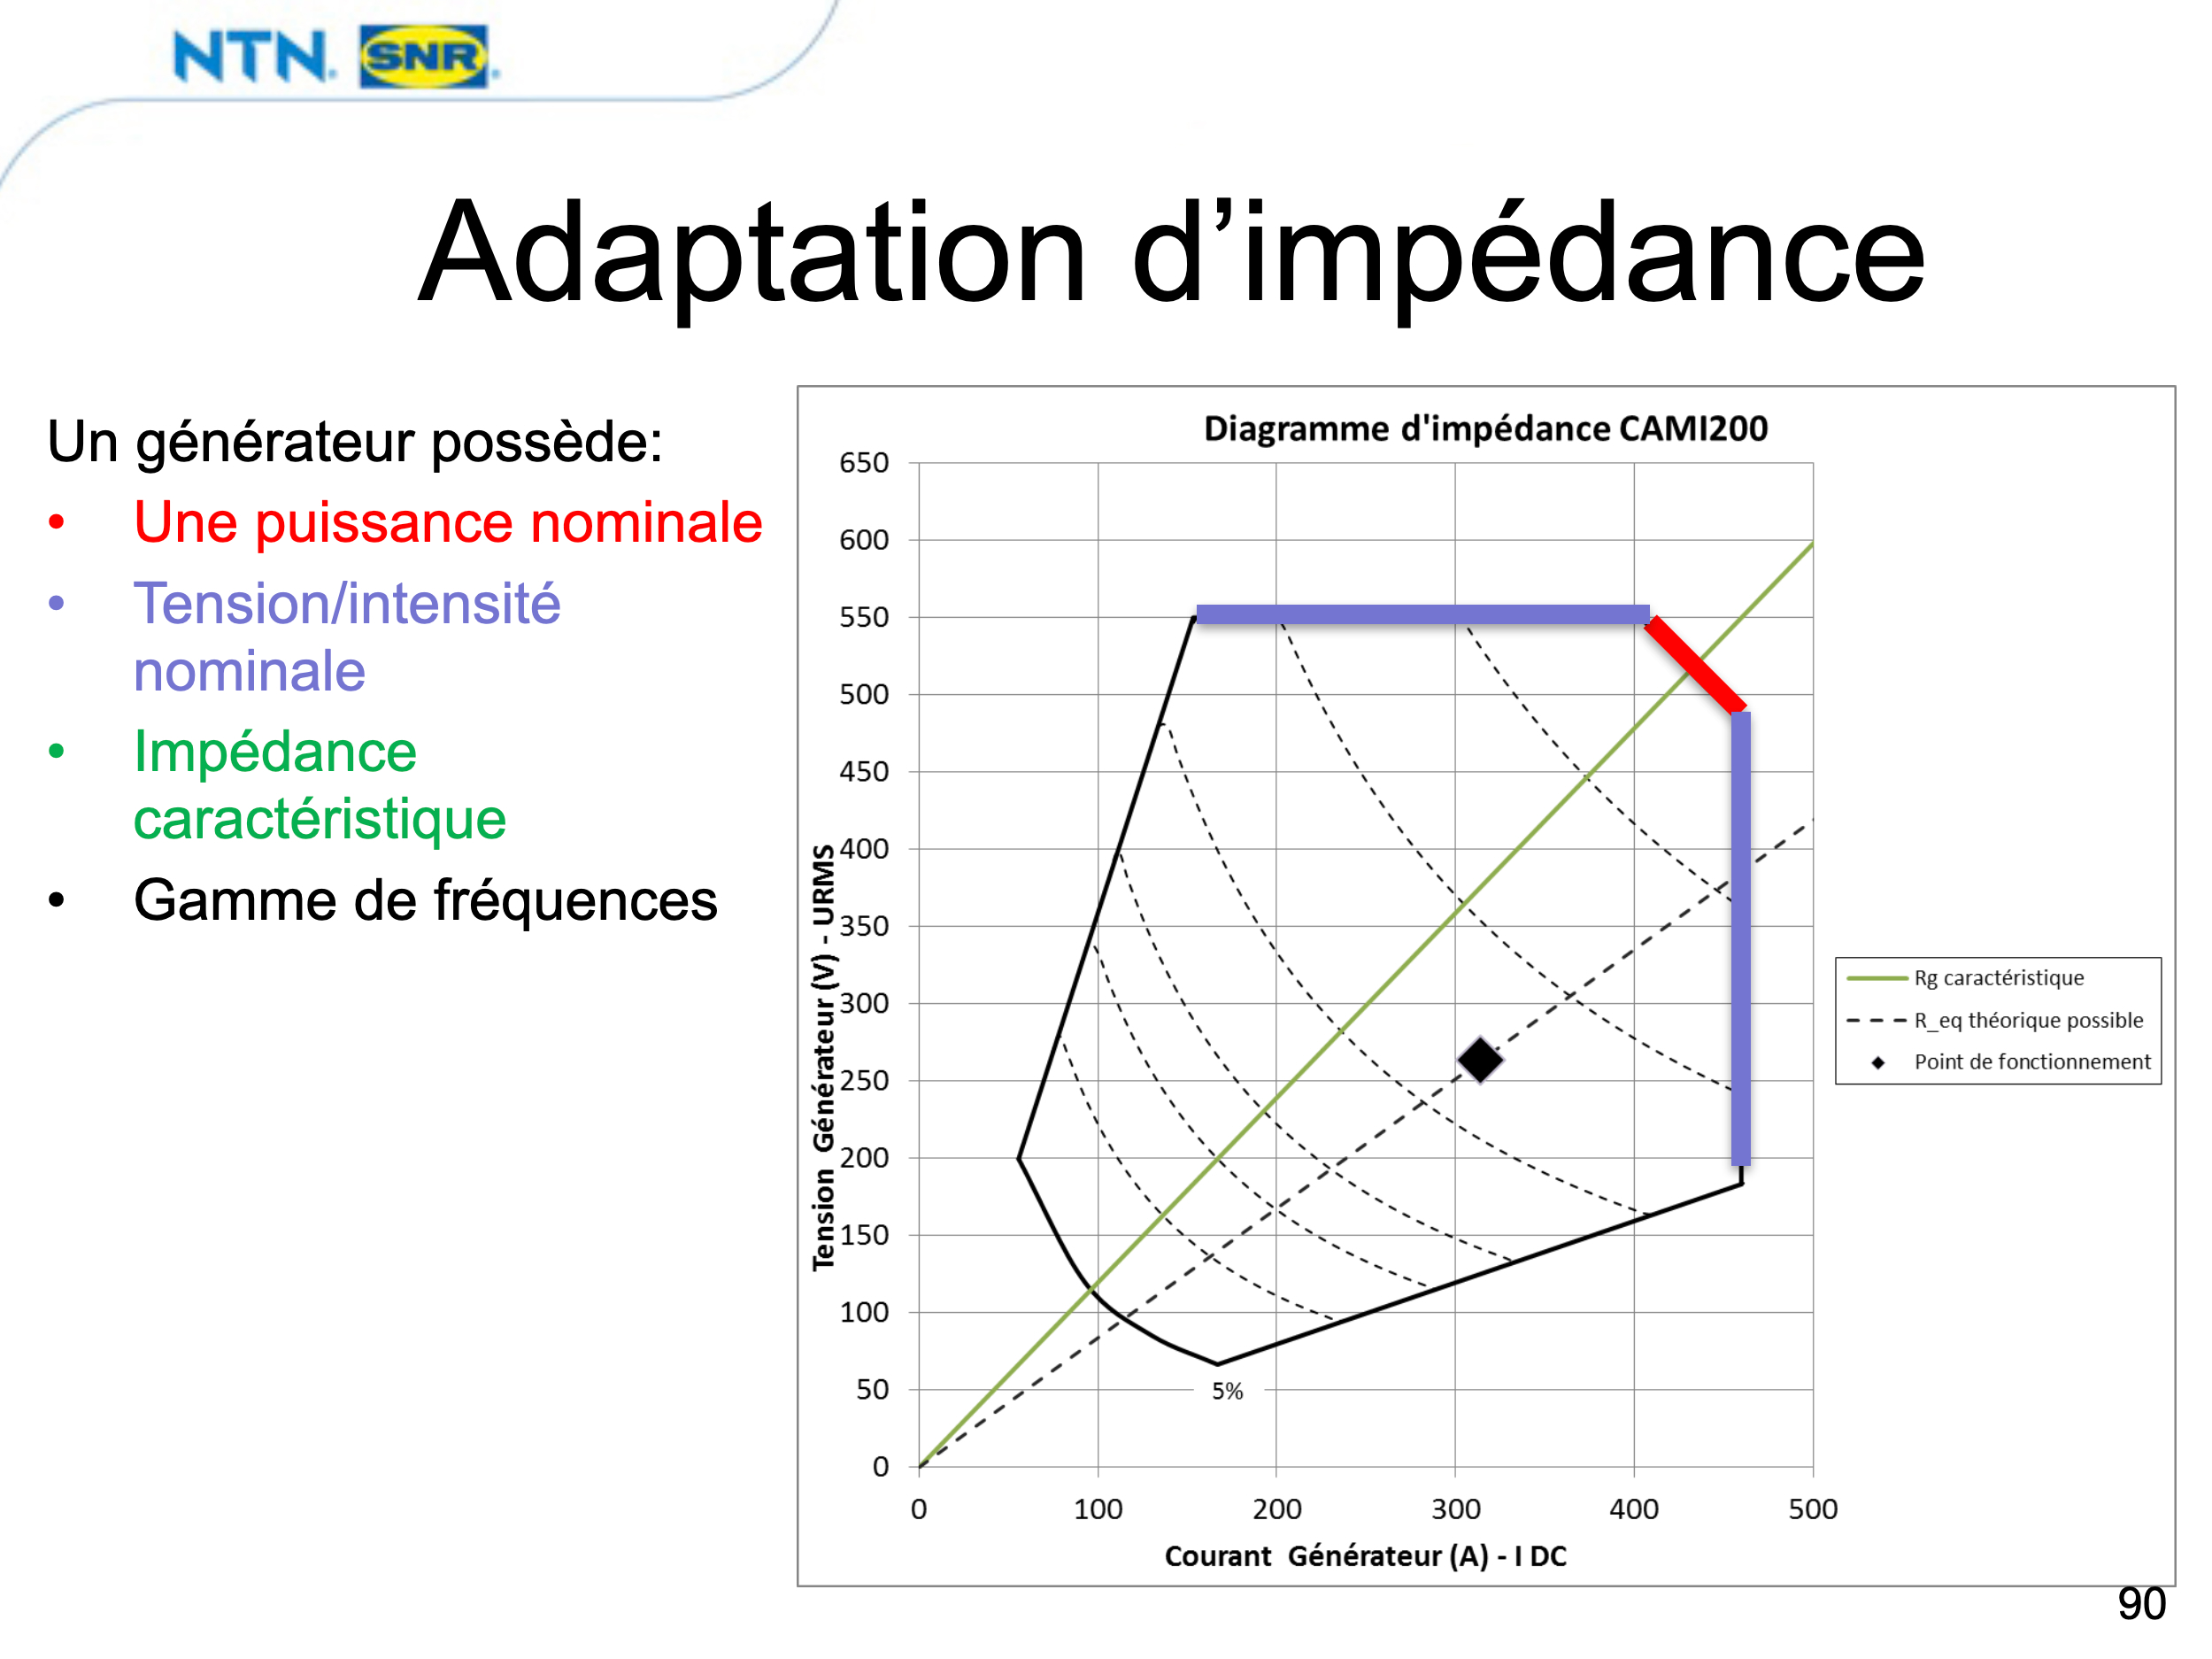 NTN. SNR.
Adaptation d’impédance
Un générateur possède:
• Une puissance nominale
• Tension/intensité
nominale
• Impédance
caractéristique
• Gamme de fréquences
Diagramme d'impédance CAMI200
Tension Générateur (V) - URMS
650
600
550
500
450
400
350
300
250
200
150
100
50
0
5%
0 100 200 300 400 500
Courant Générateur (A) - I DC
Rg caractéristique
R_eq théorique possible
Point de fonctionnement
90